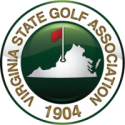 VIRGINIA STATE GOLF ASSOCIATION
1904